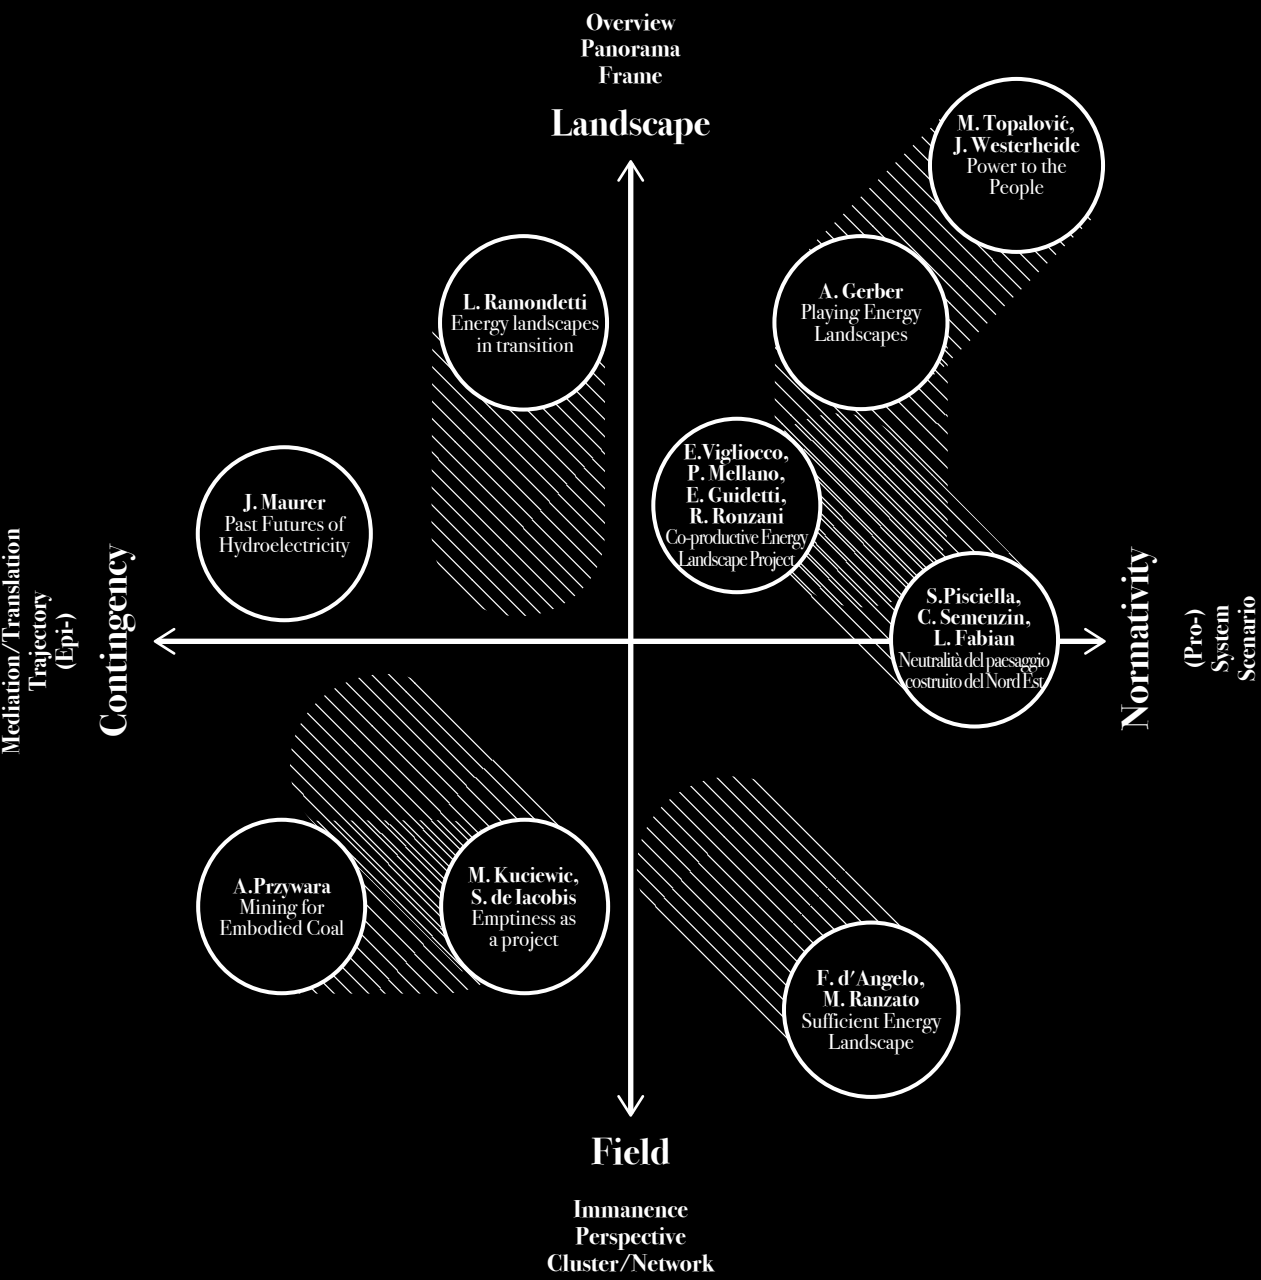 Overview
Panorama
Frame
Landscape
M. Topalović,
J. Westerheide
Power to the
People
L. Ramondetti
Energy landscapes
in transition
A. Gerber
Playing Energy
Landscapes
J. Maurer
Past Futures of
Hydroelectricity
E.Vigliocco,
P. Mellano,
E. Guidetti,
R. Ronzani
Co-productive Energy
Landscape Project
Mediation/Translation
Trajectory
(Epi-)
Contingency
S.Pisciella,
C. Semenzin,
L. Fabian
Neutralità del paesaggio
costruito del Nord Est
Normativity
(Pro-)
System
Scenario
A.Przywara
Mining for
Embodied Coal
M. Kuciewic,
S. de Iacobis
Emptiness as
a project
F. d'Angelo,
M. Ranzato
Sufficient Energy
Landscape
Field
Immanence
Perspective
Cluster/Network